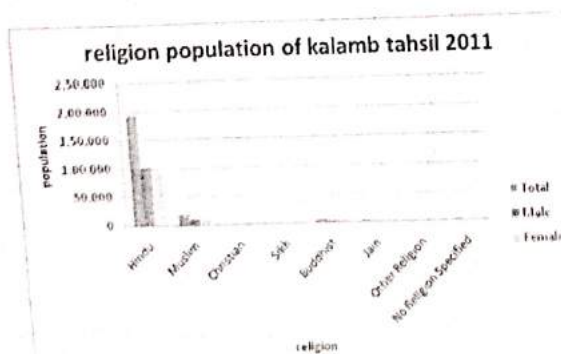 religion population of kalamb tahsil 2011
2,50,000
2,00,000
1,50,000
1,00,000
50,000
0
population
Hindu
Muslim
Christian
Sikh
Buddhist
Jain
Other Religion
No Religion Specified
religion
Total
Male
Female